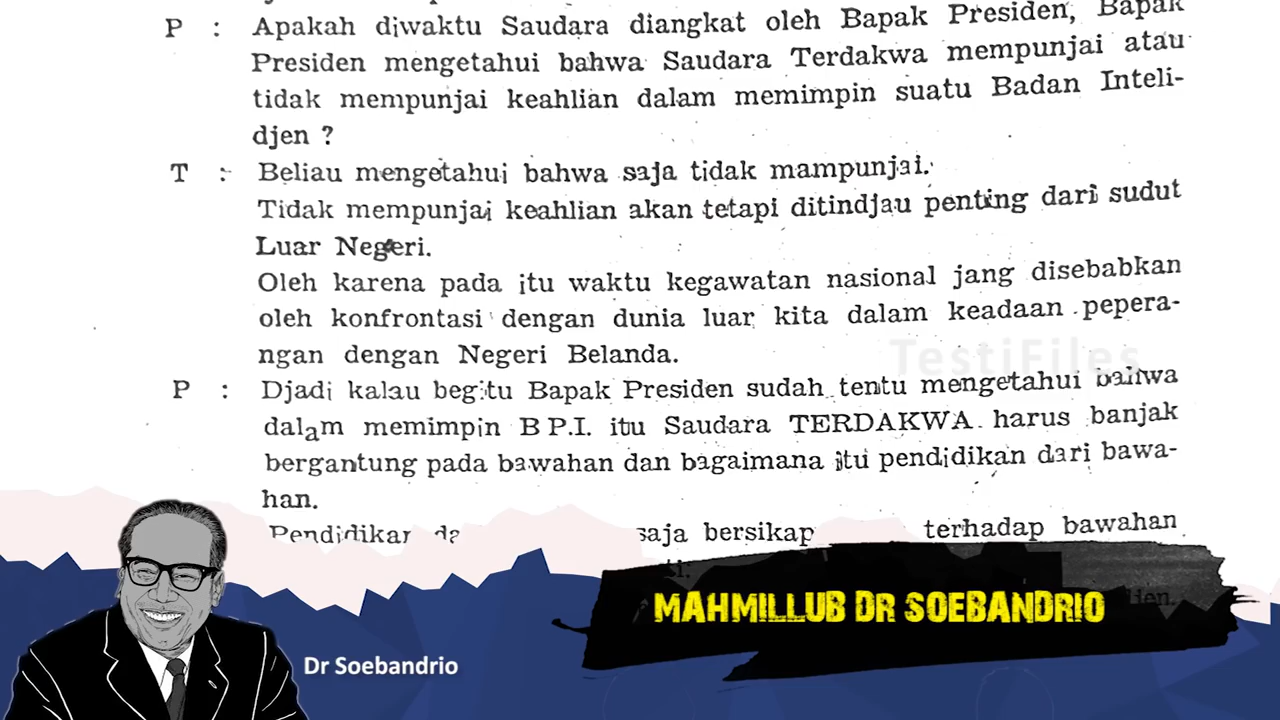 P : Apakah diwaktu Saudara diangkat oleh Bapak Presiden, Bapak
Presiden mengetahui bahwa Saudara Terdakwa mempunjai atau
tidak mempunjai keahlian dalam memimpin suatu Badan Inteli-
djen ?
T : Beliau mengetahui bahwa saja tidak mampunjai.
Tidak mempunjai keahlian akan tetapi ditindjau penting dari sudut
Luar Negeri.
Oleh karena pada itu waktu kegawatan nasional jang disebabkan
oleh konfrontasi dengan dunia luar kita dalam keadaan pepera-
ngan dengan Negeri Belanda.
TestiFiles
P : Djadi kalau begitu Bapak Presiden sudah tentu mengetahui bahwa
dalam memimpin B P.I. itu Saudara TERDAKWA harus banjak
bergantung pada bawahan dan bagaimana itu pendidikan dari bawa-
han.
Pendidikan saja bersikap terhadap bawahan
MAHMILLUB DR SOEBANDRIO
Dr Soebandrio